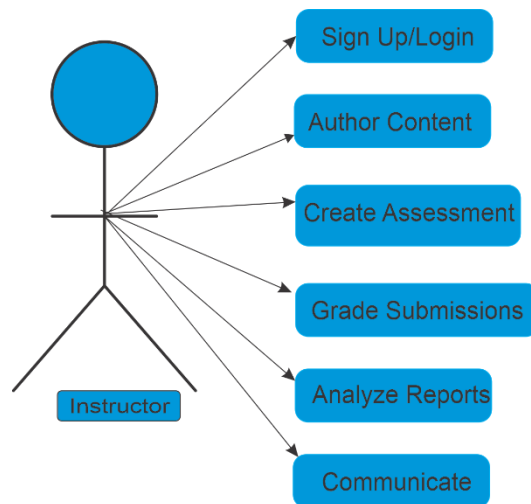 Sign Up/Login
Author Content
Create Assessment
Grade Submissions
Analyze Reports
Instructor
Communicate